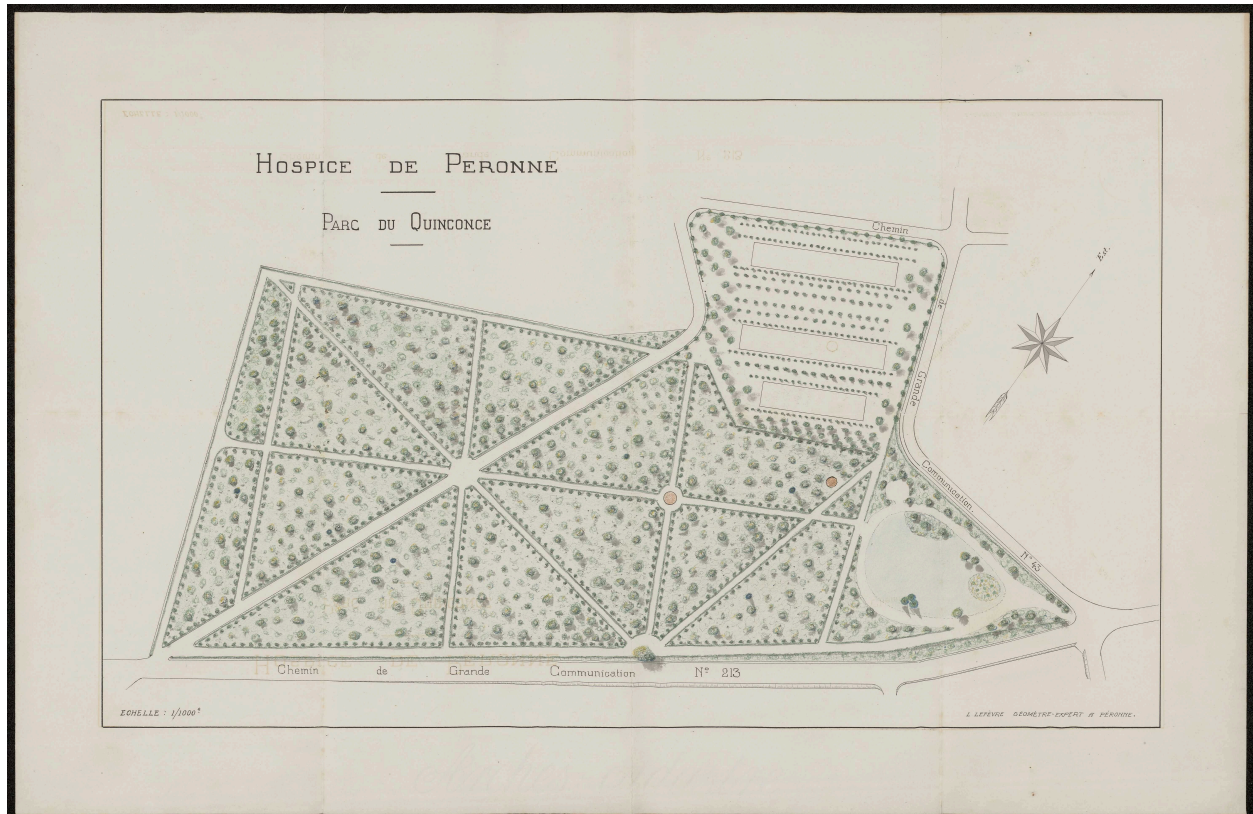 HOSPICE DE PERONNE
PARC DU QUINCONCE
Chemin
de
Grande
Communication
N° 43
Chemin de Grande Communication N° 213
ECHELLE : 1/1000e
L LEFÈVRE GEOMÈTRE-EXPERT A PÉRONNE.